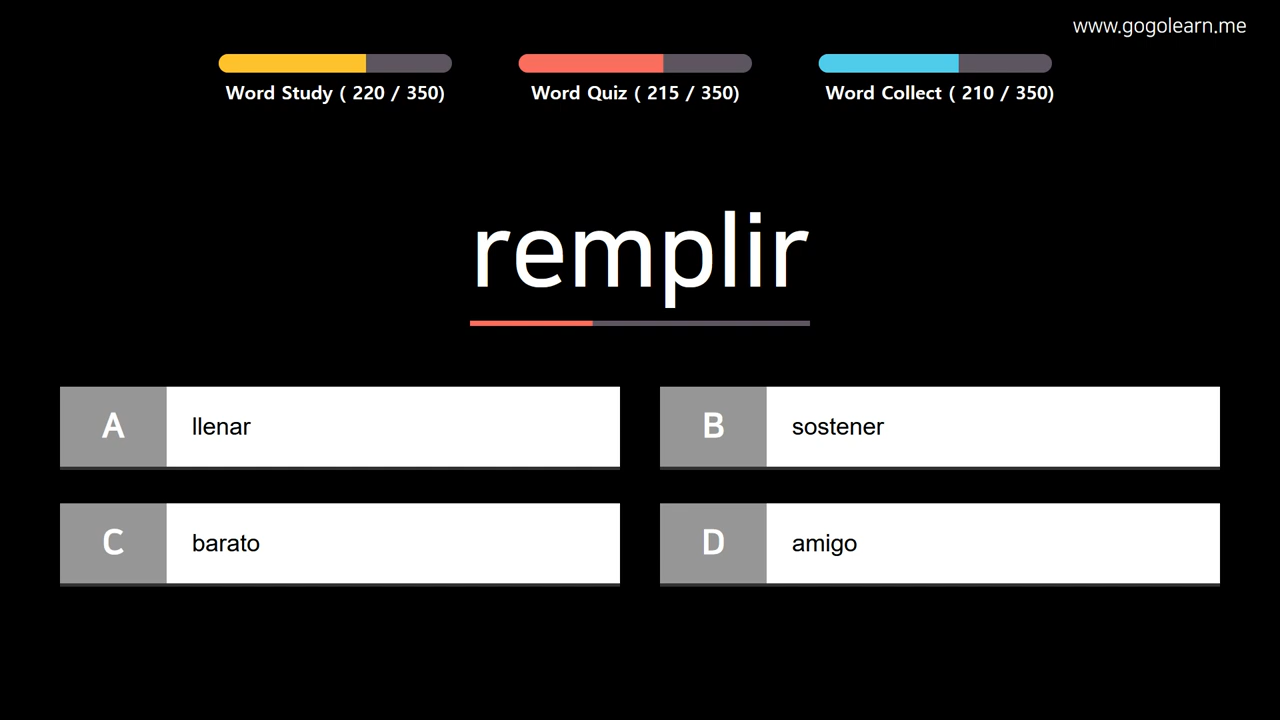 www.gogolearn.me
Word Study ( 220 / 350)
Word Quiz ( 215 / 350)
Word Collect ( 210 / 350)
remplir
A llenar
B sostener
C barato
D amigo